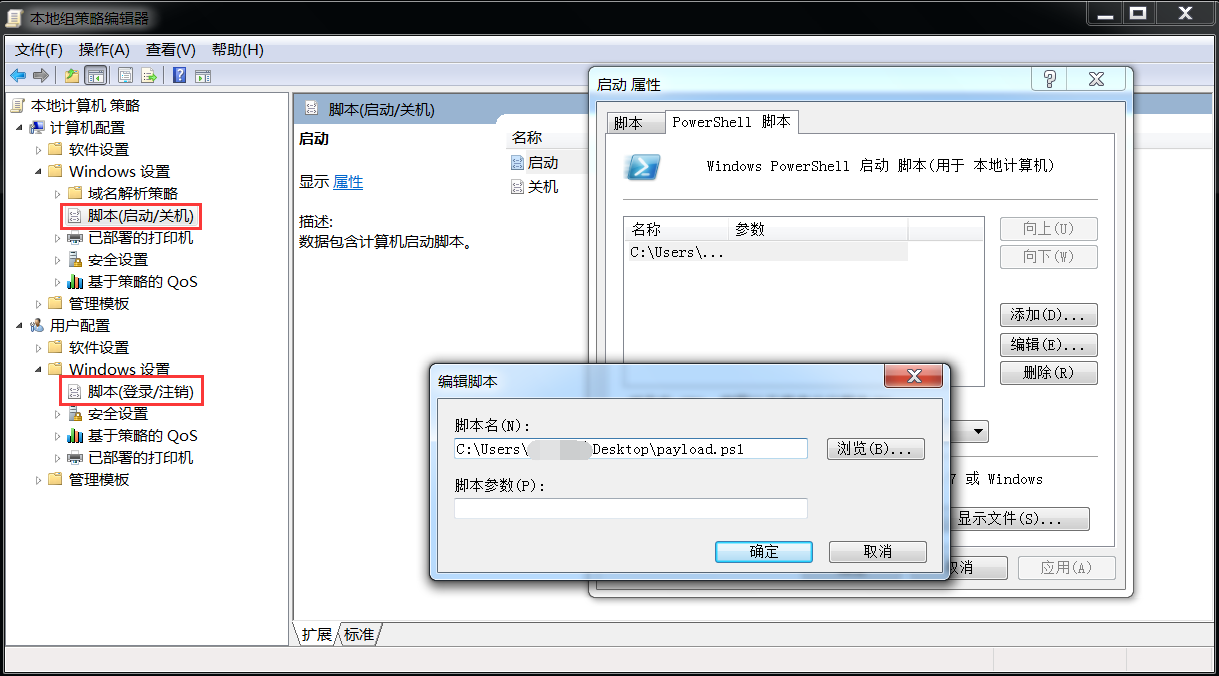 本地组策略编辑器
文件(F) 操作(A) 查看(V) 帮助(H)
本地计算机 策略
计算机配置
软件设置
Windows 设置
域名解析策略
脚本(启动/关机)
已部署的打印机
安全设置
基于策略的 QoS
管理模板
用户配置
软件设置
Windows 设置
脚本(登录/注销)
安全设置
基于策略的 QoS
已部署的打印机
管理模板
脚本(启动/关机)
启动
显示 属性
描述:
数据包含计算机启动脚本。
名称
启动
关机
扩展 标准
启动 属性
脚本 PowerShell 脚本
Windows PowerShell 启动 脚本(用于 本地计算机)
名称 参数
C:\Users\...
向上(U)
向下(W)
添加(D)...
编辑(E)...
删除(R)
7 或 Windows
显示文件(S)...
取消 应用(A)
编辑脚本
脚本名(N):
C:\Users\ Desktop\payload.ps1 浏览(B)...
脚本参数(P):
确定 取消